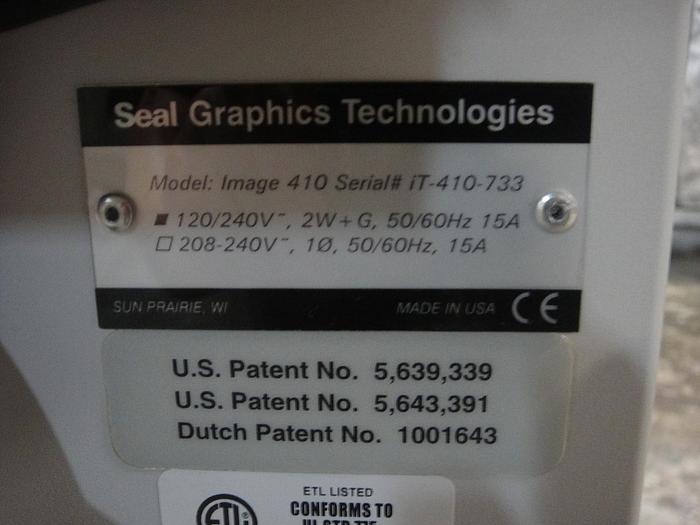 Seal Graphics Technologies
Model: Image 410 Serial# iT-410-733
■ 120/240V~, 2W+G, 50/60Hz 15A
□ 208-240V~, 1Ø, 50/60Hz, 15A
SUN PRAIRIE, WI MADE IN USA CE
U.S. Patent No. 5,639,339
U.S. Patent No. 5,643,391
Dutch Patent No. 1001643
ETL LISTED
CONFORMS TO
ETL